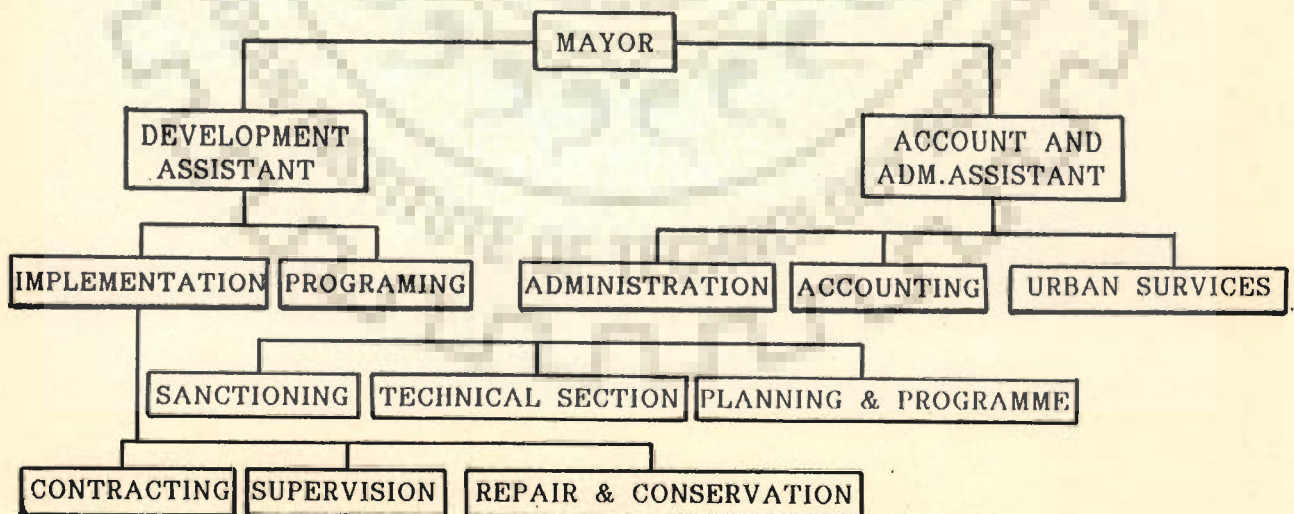 MAYOR
DEVELOPMENT
ASSISTANT
ACCOUNT AND
ADM.ASSISTANT
IMPLEMENTATION
PROGRAMING
ADMINISTRATION
ACCOUNTING
URBAN SURVICES
SANCTIONING
TECHNICAL SECTION
PLANNING & PROGRAMME
CONTRACTING
SUPERVISION
REPAIR & CONSERVATION